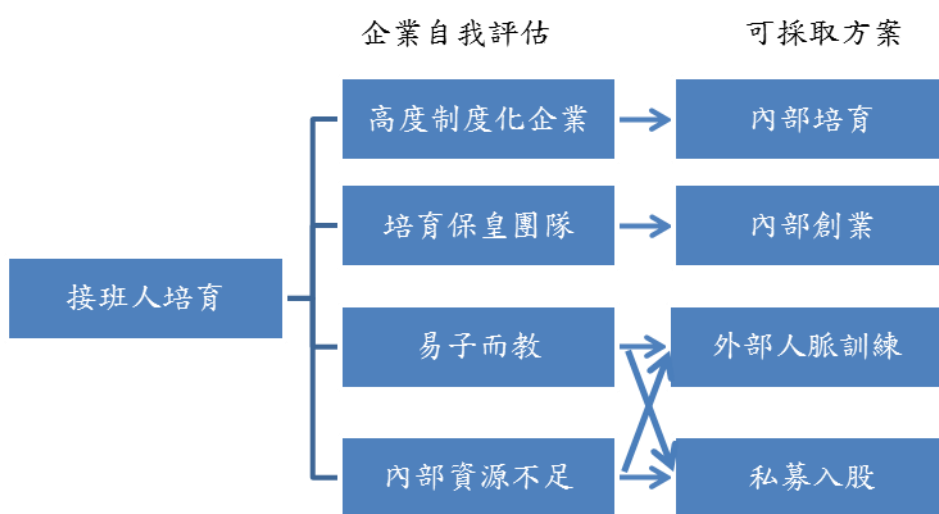 企業自我評估
可採取方案
高度制度化企業
內部培育
培育保皇團隊
內部創業
接班人培育
易子而教
外部人脈訓練
內部資源不足
私募入股